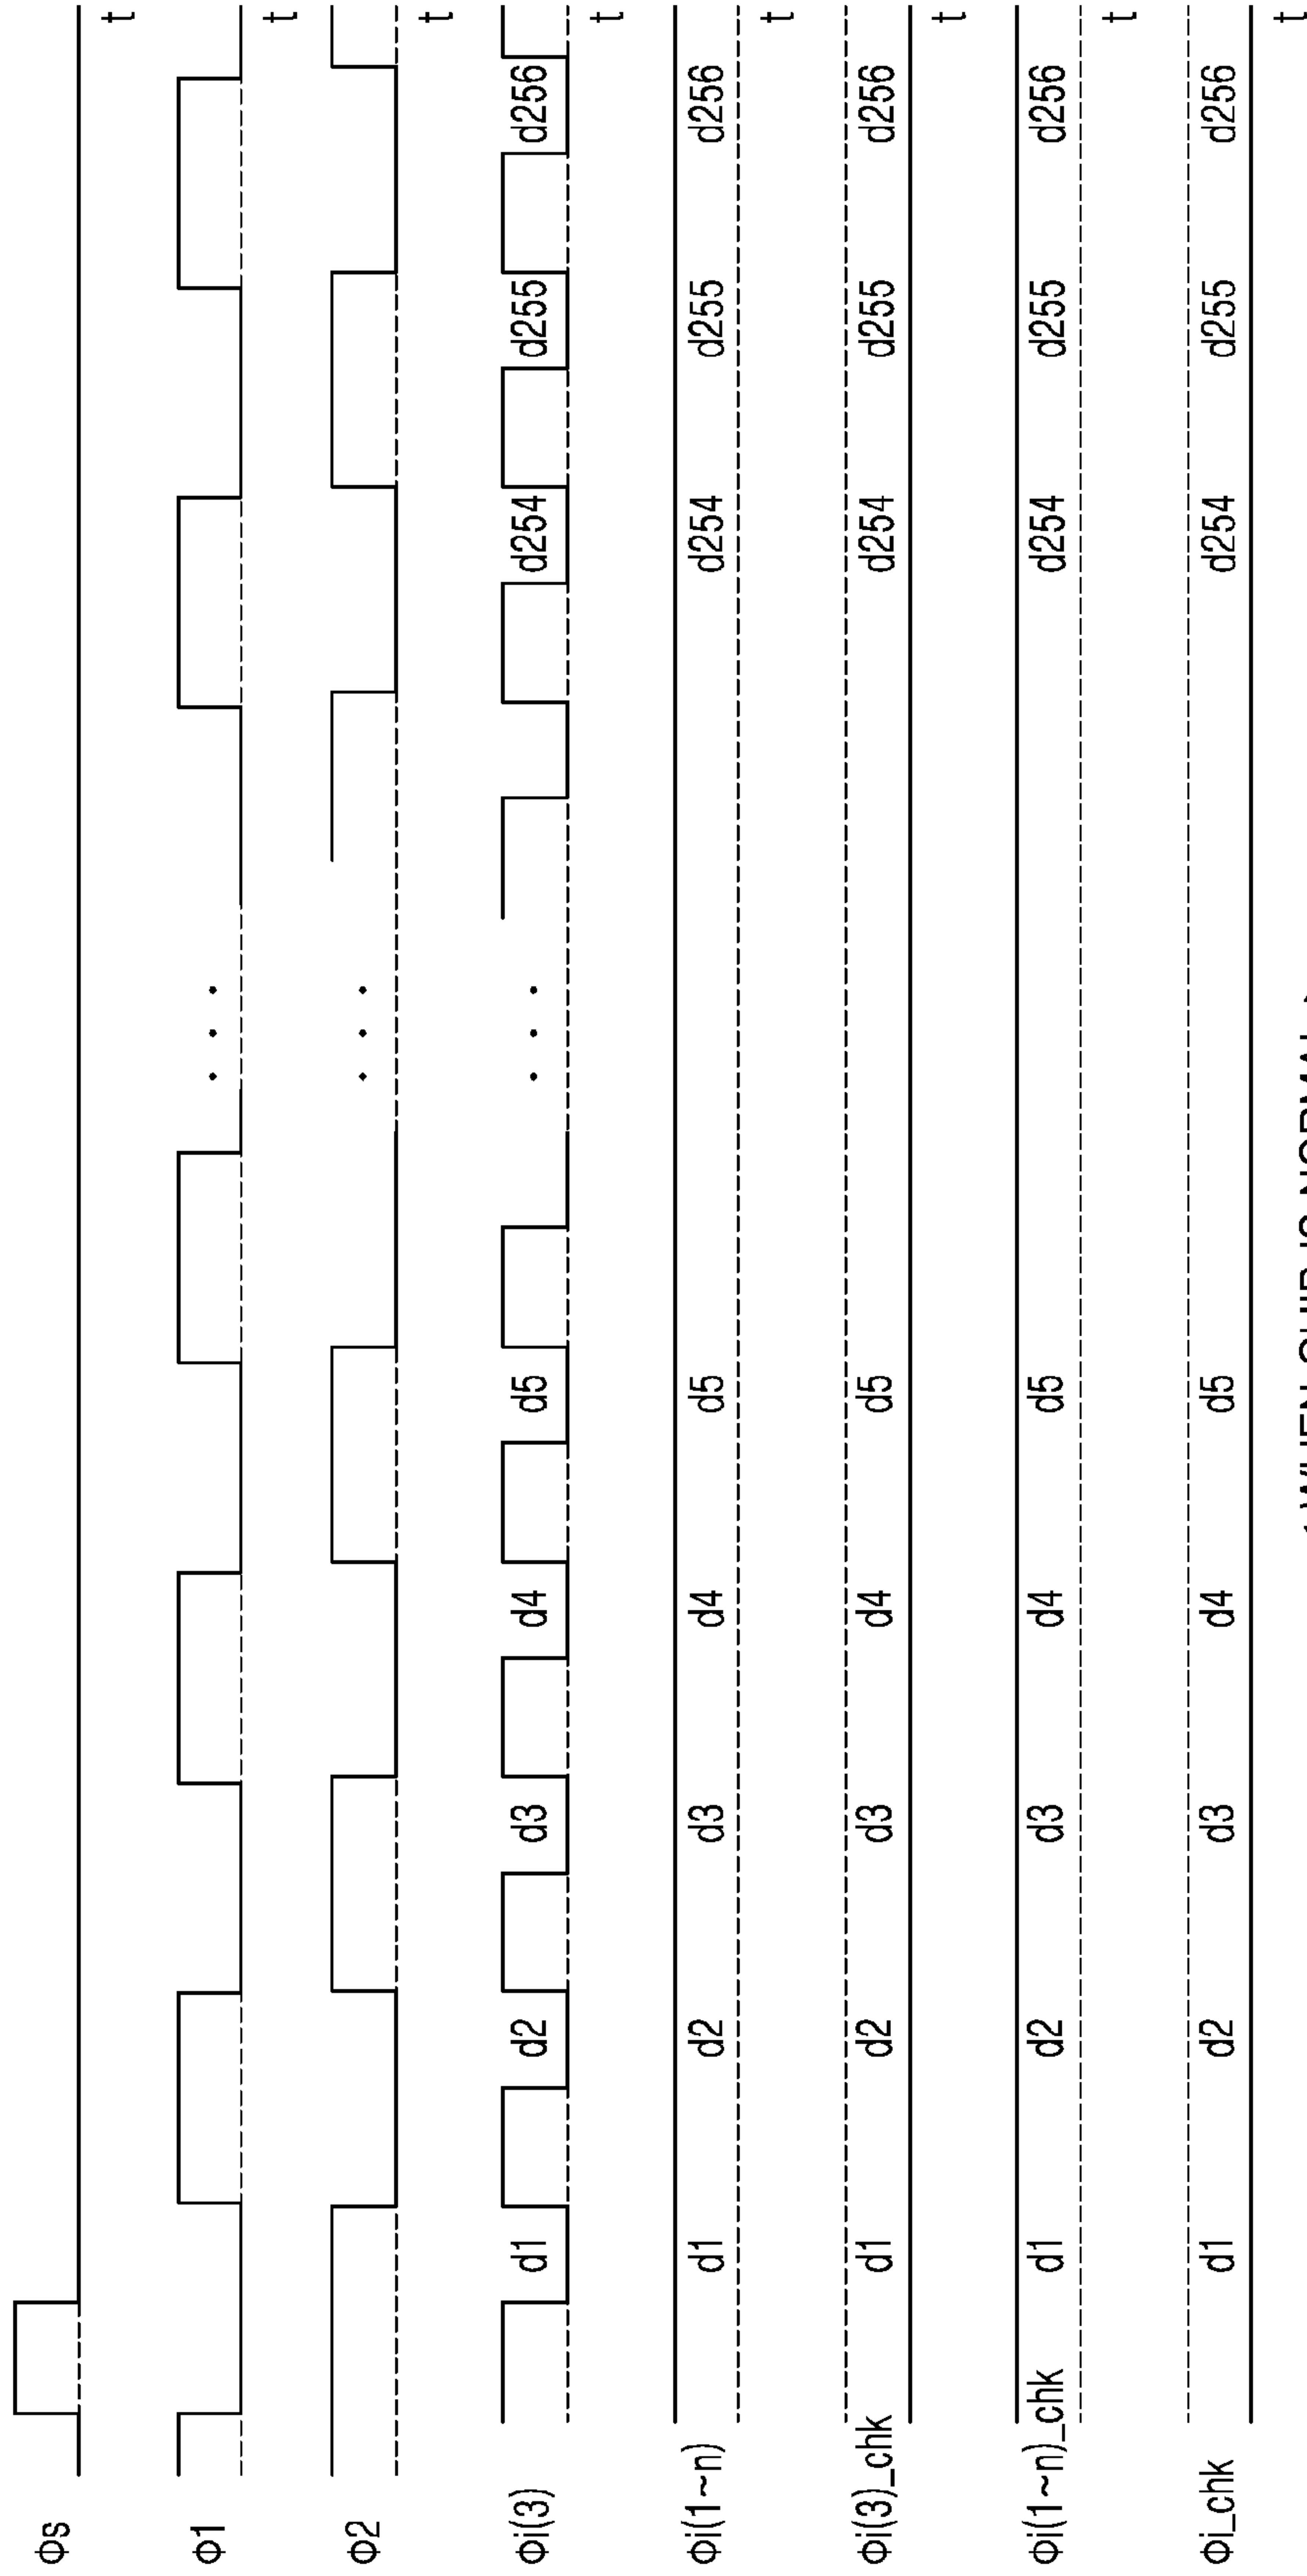 φs t
φ1 . . . t
φ2 . . . t
φi(3) d1 d2 d3 d4 d5 . . . d254 d255 d256 t
φi(1~n) d1 d2 d3 d4 d5 d254 d255 d256 t
φi(3)_chk d1 d2 d3 d4 d5 d254 d255 d256 t
φi(1~n)_chk d1 d2 d3 d4 d5 d254 d255 d256 t
φi_chk d1 d2 d3 d4 d5 d254 d255 d256 t